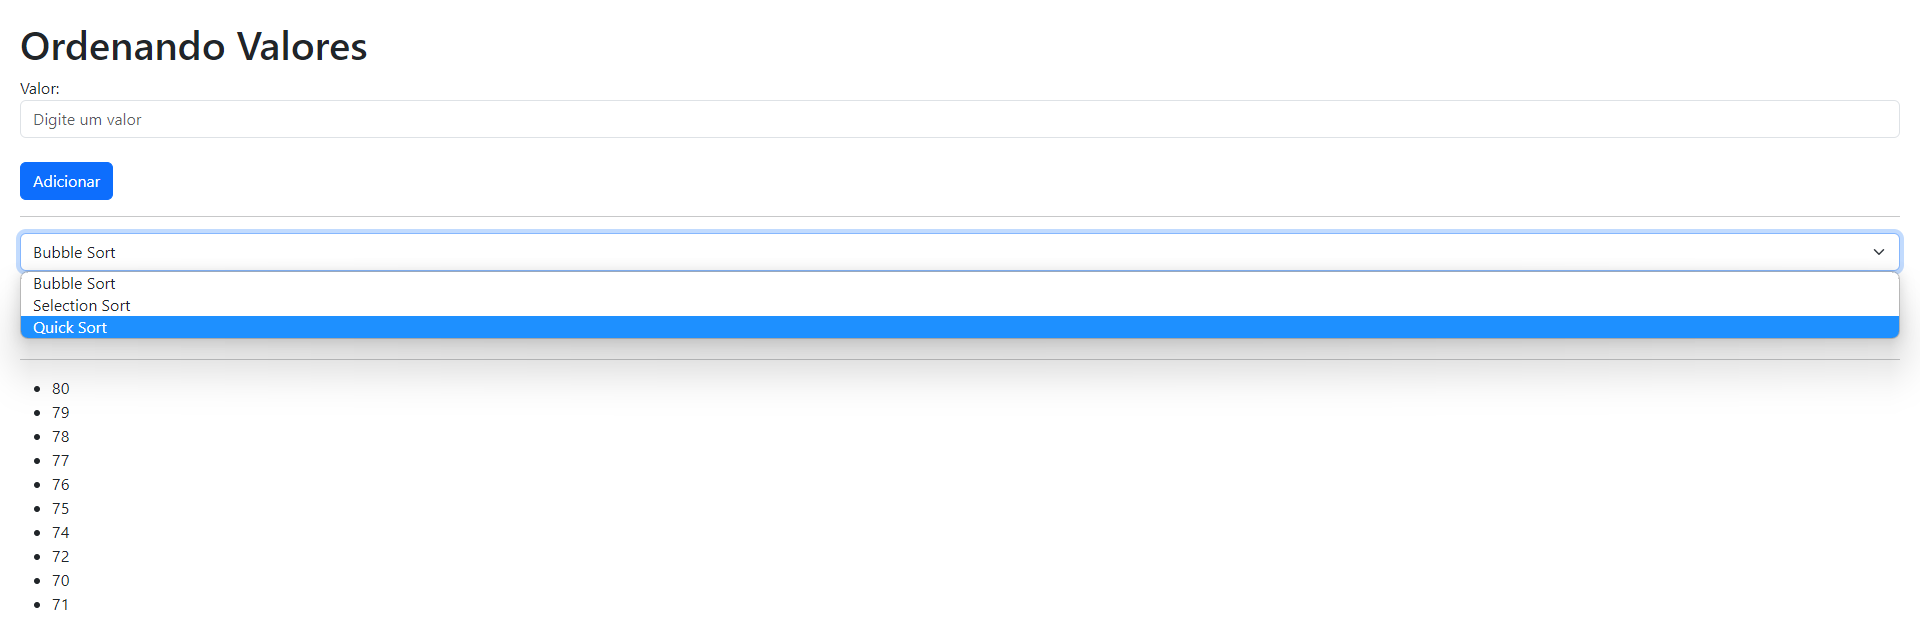 Ordenando Valores
Valor:
Digite um valor
Adicionar
Bubble Sort
Bubble Sort
Selection Sort
Quick Sort
80
79
78
77
76
75
74
72
70
71